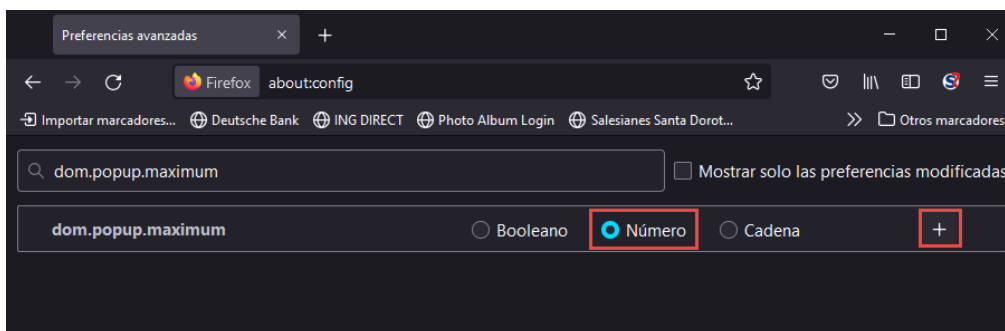 Preferencias avanzadas
Firefox about:config
Importar marcadores... Deutsche Bank ING DIRECT Photo Album Login Salesianes Santa Dorot... Otros marcadores
dom.popup.maximum Mostrar solo las preferencias modificadas
dom.popup.maximum Booleano Número Cadena